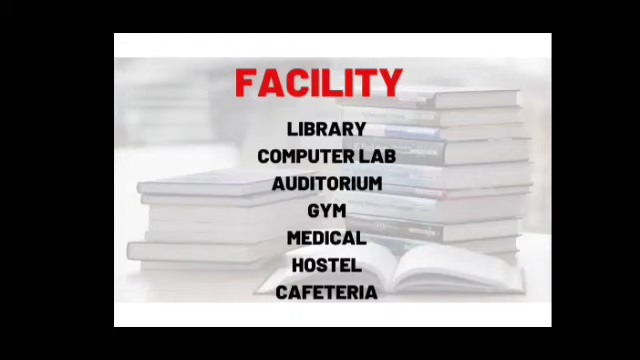 FACILITY
LIBRARY
COMPUTER LAB
AUDITORIUM
GYM
MEDICAL
HOSTEL
CAFETERIA